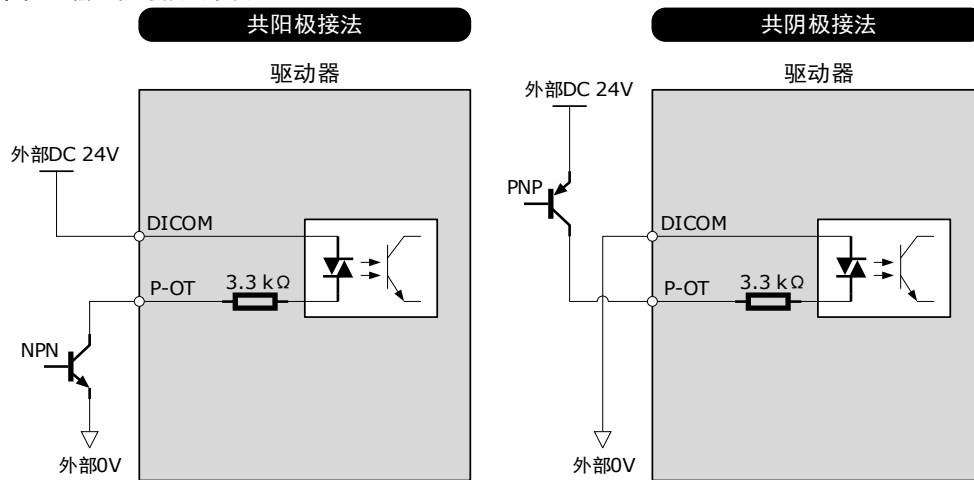 共阳极接法
驱动器
外部DC 24V
DICOM
P-OT
3.3 kΩ
NPN
外部0V
共阴极接法
驱动器
外部DC 24V
PNP
DICOM
P-OT
3.3 kΩ
外部0V